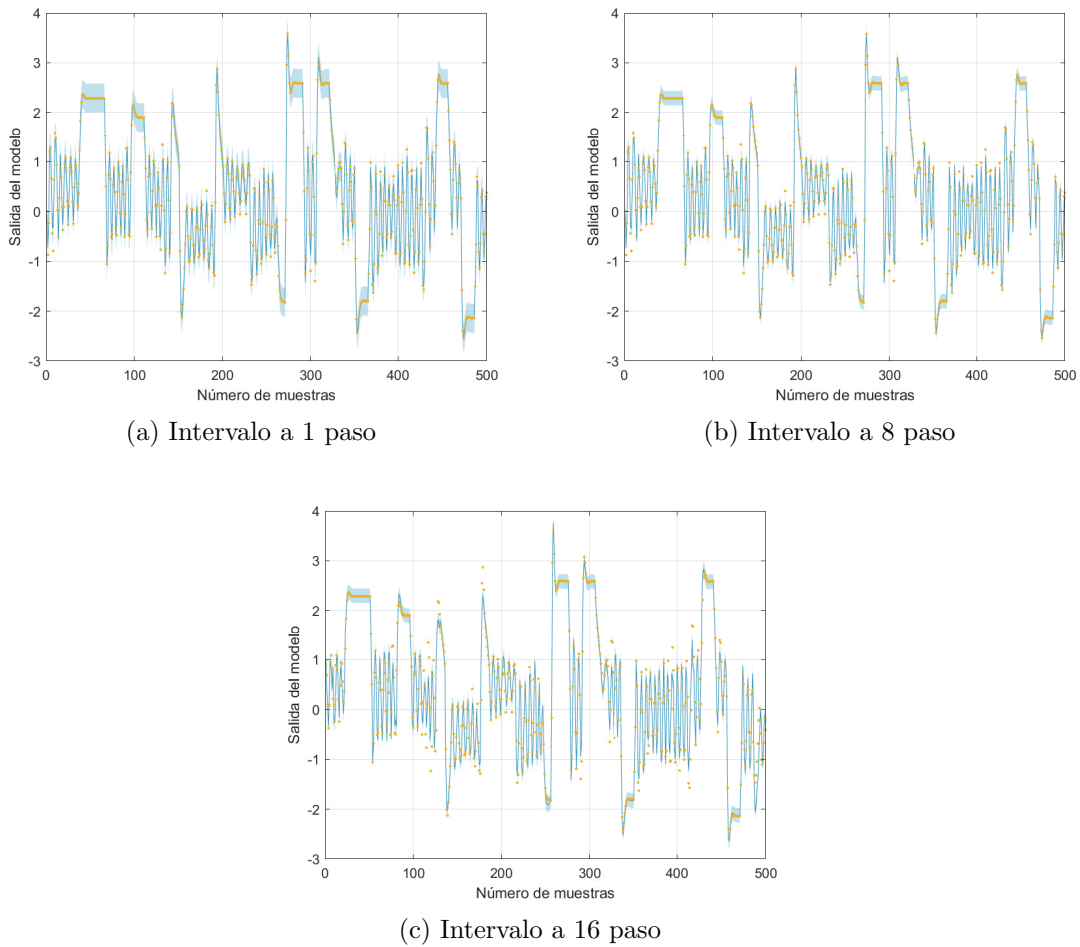 4
3
2
1
0
-1
-2
-3
Salida del modelo
0 100 200 300 400 500
Número de muestras
(a) Intervalo a 1 paso
4
3
2
1
0
-1
-2
-3
Salida del modelo
0 100 200 300 400 500
Número de muestras
(b) Intervalo a 8 paso
4
3
2
1
0
-1
-2
-3
Salida del modelo
0 100 200 300 400 500
Número de muestras
(c) Intervalo a 16 paso